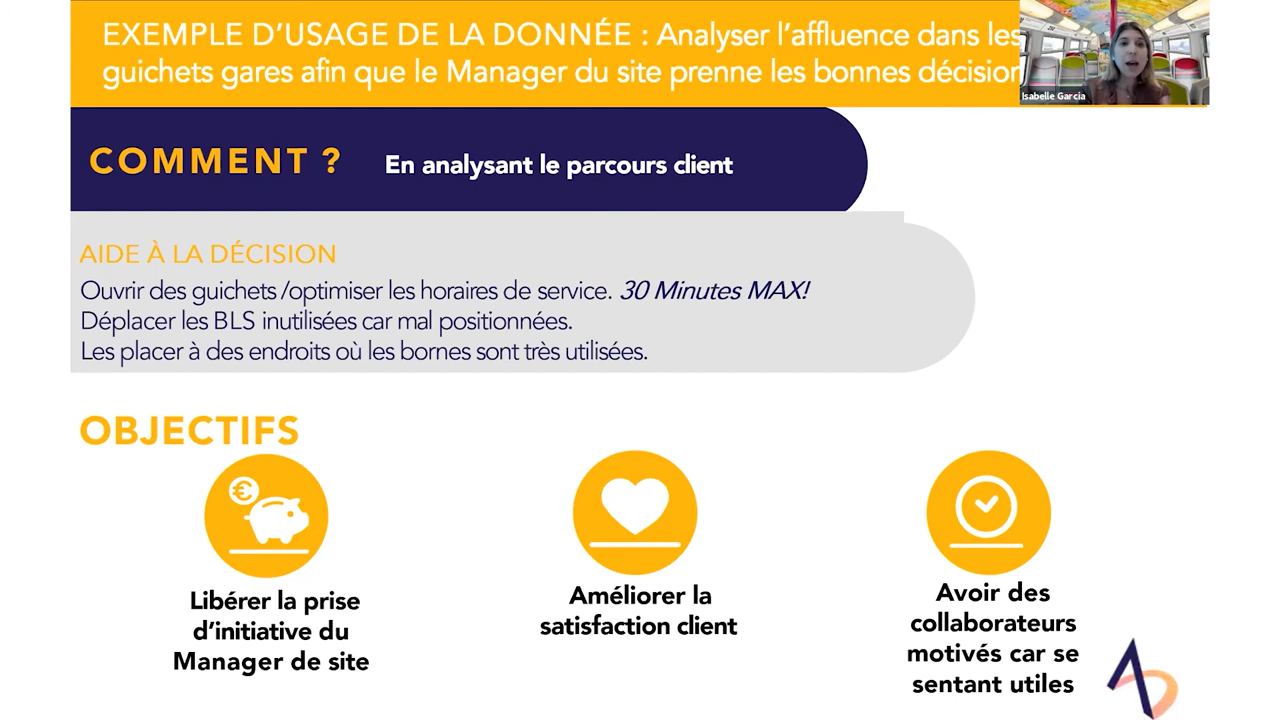 EXEMPLE D'USAGE DE LA DONNÉE : Analyser l'affluence dans les
guichets gares afin que le Manager du site prenne les bonnes décision
Isabelle Garcia
COMMENT ? En analysant le parcours client
AIDE À LA DÉCISION
Ouvrir des guichets /optimiser les horaires de service. 30 Minutes MAX!
Déplacer les BLS inutilisées car mal positionnées.
Les placer à des endroits où les bornes sont très utilisées.
OBJECTIFS
Libérer la prise
d'initiative du
Manager de site
Améliorer la
satisfaction client
Avoir des
collaborateurs
motivés car se
sentant utiles